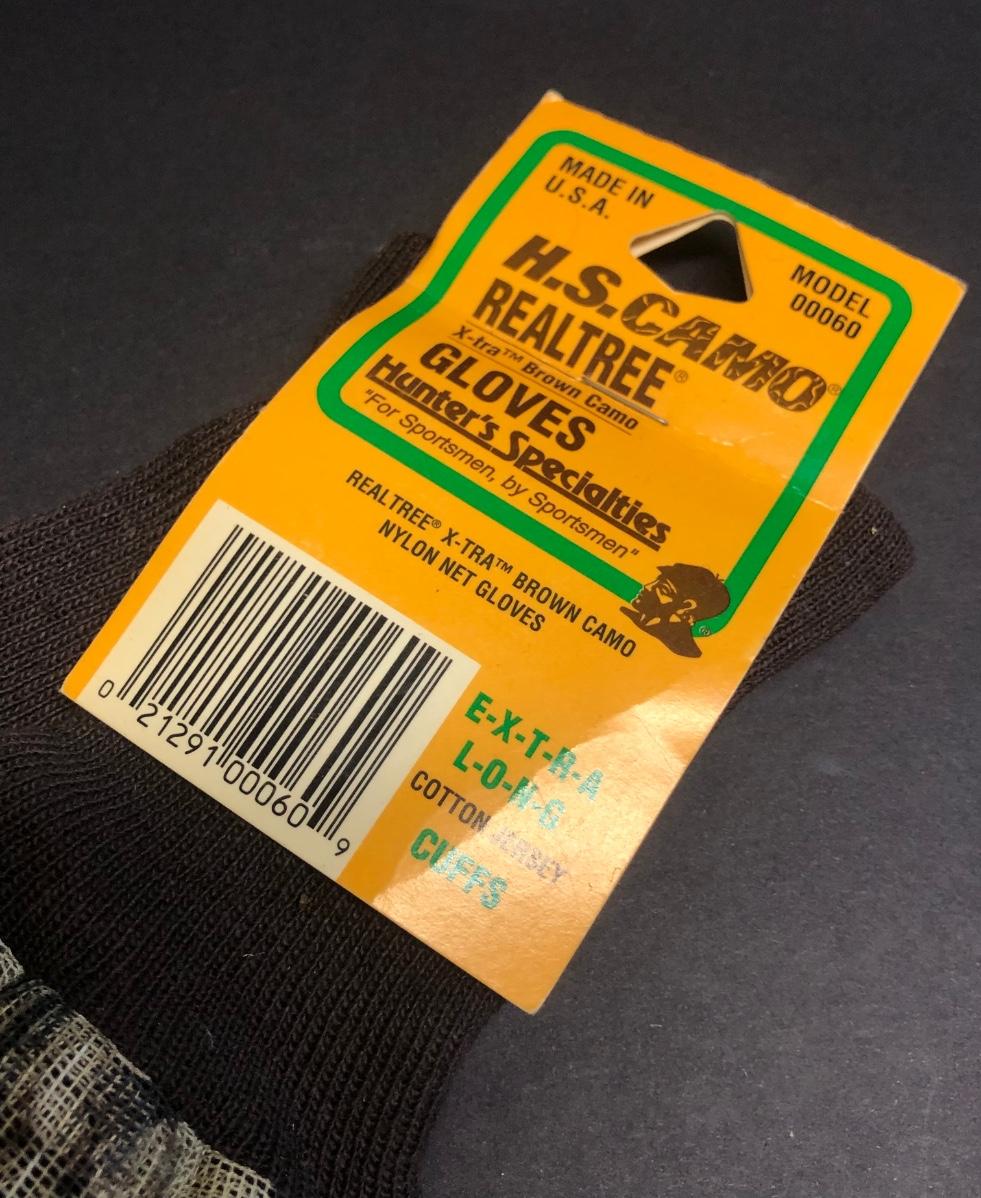 MADE IN
U.S.A.
MODEL
00060
H.S.CAMO®
REALTREE®
X-tra™ Brown Camo
GLOVES
Hunter's Specialties
"For Sportsmen, by Sportsmen"
®
REALTREE® X-TRA™ BROWN CAMO
NYLON NET GLOVES
E-X-T-R-A
L-O-N-G
COTTON JERSEY
CUFFS
0 21291 00060 9